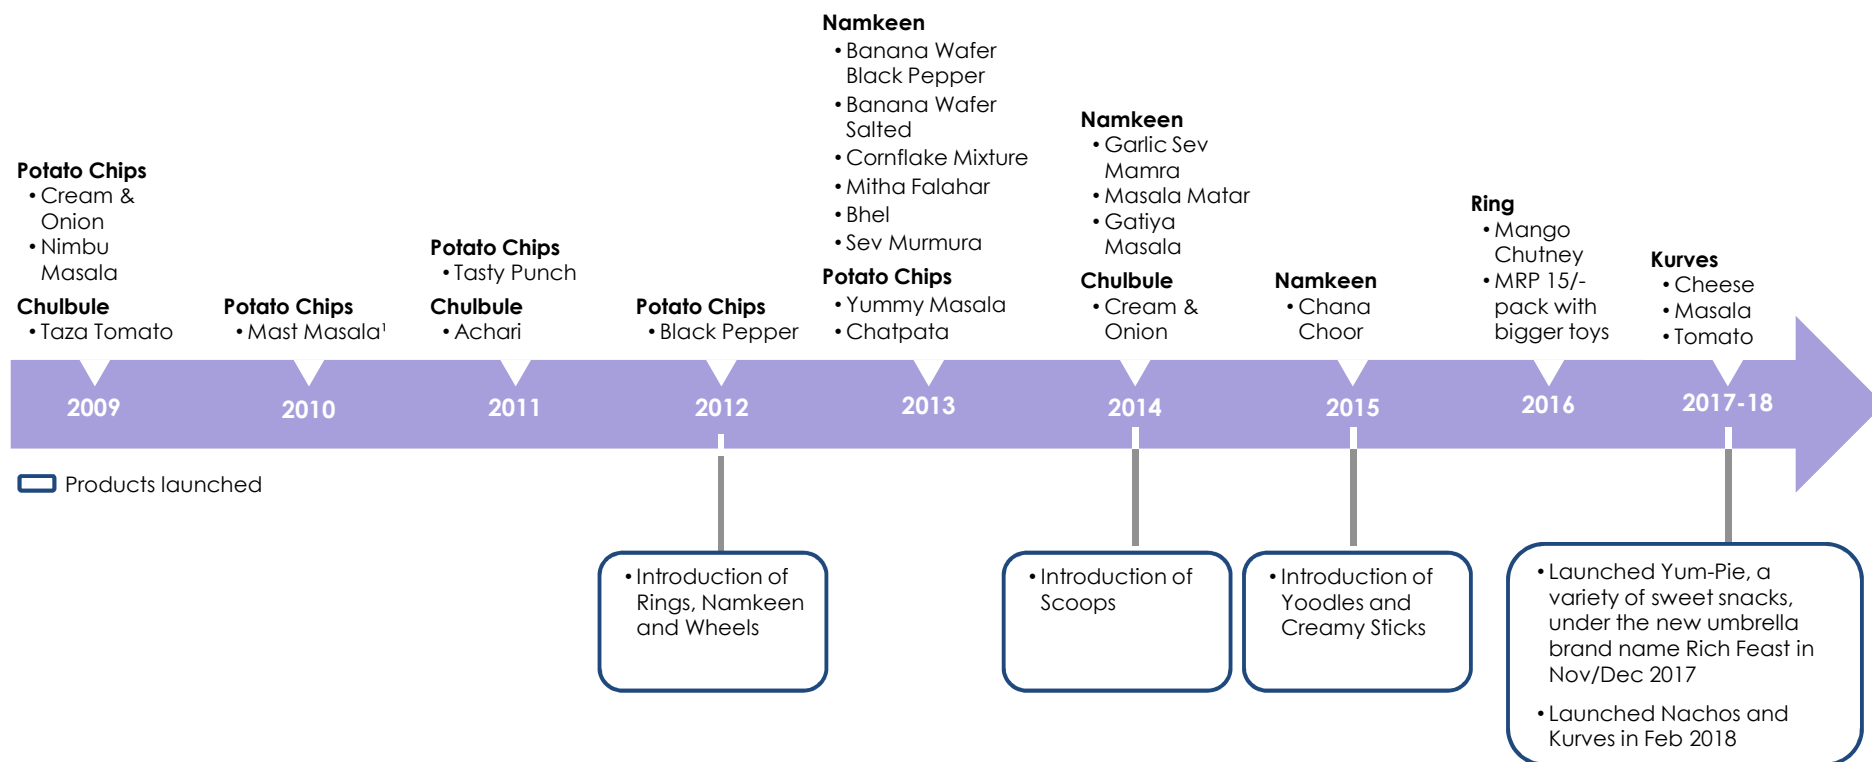 Potato Chips
• Cream &
Onion
• Nimbu
Masala
Chulbule
• Taza Tomato
Potato Chips
• Mast Masala¹
Potato Chips
• Tasty Punch
Chulbule
• Achari
Potato Chips
• Black Pepper
Namkeen
• Banana Wafer
Black Pepper
• Banana Wafer
Salted
• Cornflake Mixture
• Mitha Falahar
• Bhel
• Sev Murmura
Potato Chips
• Yummy Masala
• Chatpata
Namkeen
• Garlic Sev
Mamra
• Masala Matar
• Gatiya
Masala
Chulbule
• Cream &
Onion
Namkeen
• Chana
Choor
Ring
• Mango
Chutney
• MRP 15/-
pack with
bigger toys
Kurves
• Cheese
• Masala
• Tomato
2009
2010
2011
2012
2013
2014
2015
2016
2017-18
Products launched
• Introduction of
Rings, Namkeen
and Wheels
• Introduction of
Scoops
• Introduction of
Yoodles and
Creamy Sticks
• Launched Yum-Pie, a
variety of sweet snacks,
under the new umbrella
brand name Rich Feast in
Nov/Dec 2017
• Launched Nachos and
Kurves in Feb 2018